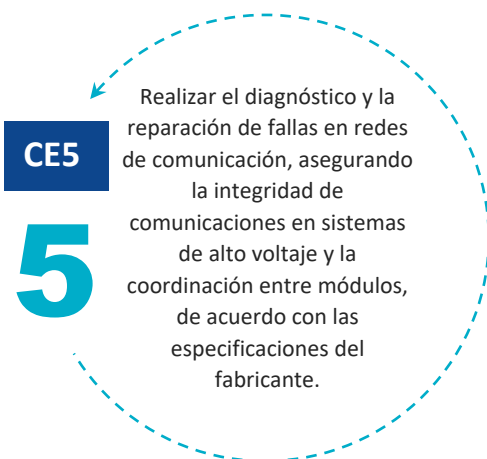 CE5
5
Realizar el diagnóstico y la
reparación de fallas en redes
de comunicación, asegurando
la integridad de
comunicaciones en sistemas
de alto voltaje y la
coordinación entre módulos,
de acuerdo con las
especificaciones del
fabricante.